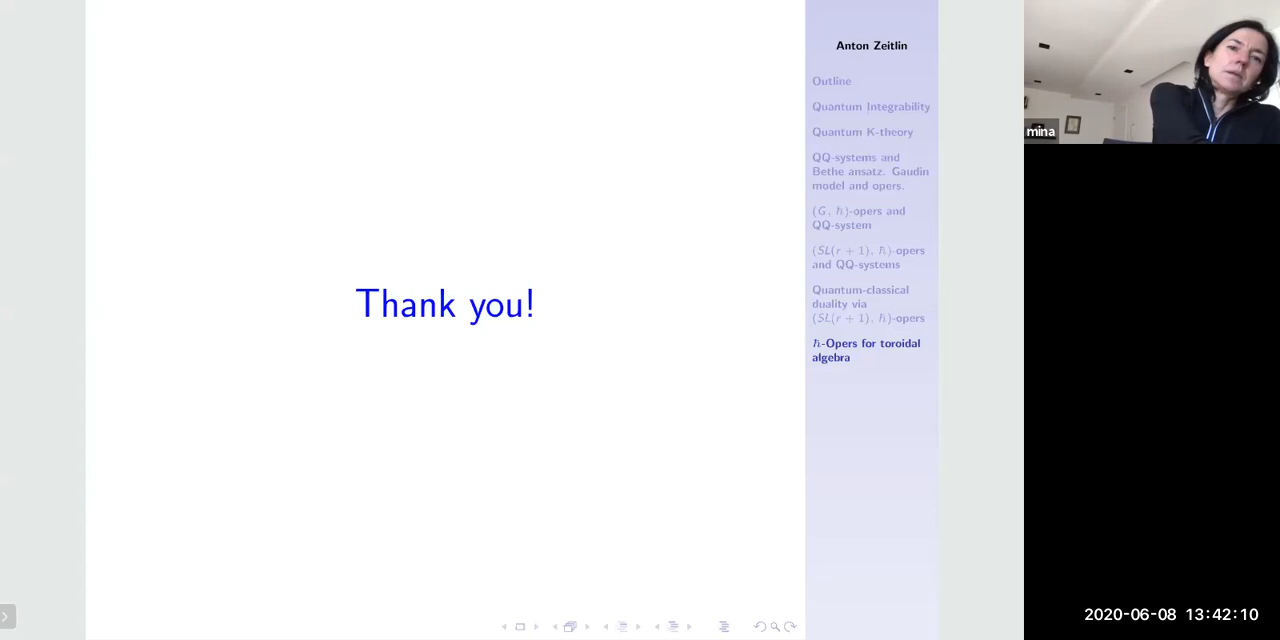 Thank you!
Anton Zeitlin
Outline
Quantum Integrability
Quantum K-theory
QQ-systems and
Bethe ansatz. Gaudin
model and opers.
(G, ℏ)-opers and
QQ-system
(SL(r + 1), ℏ)-opers
and QQ-systems
Quantum-classical
duality via
(SL(r + 1), ℏ)-opers
ℏ-Opers for toroidal
algebra
mina
2020-06-08 13:42:10